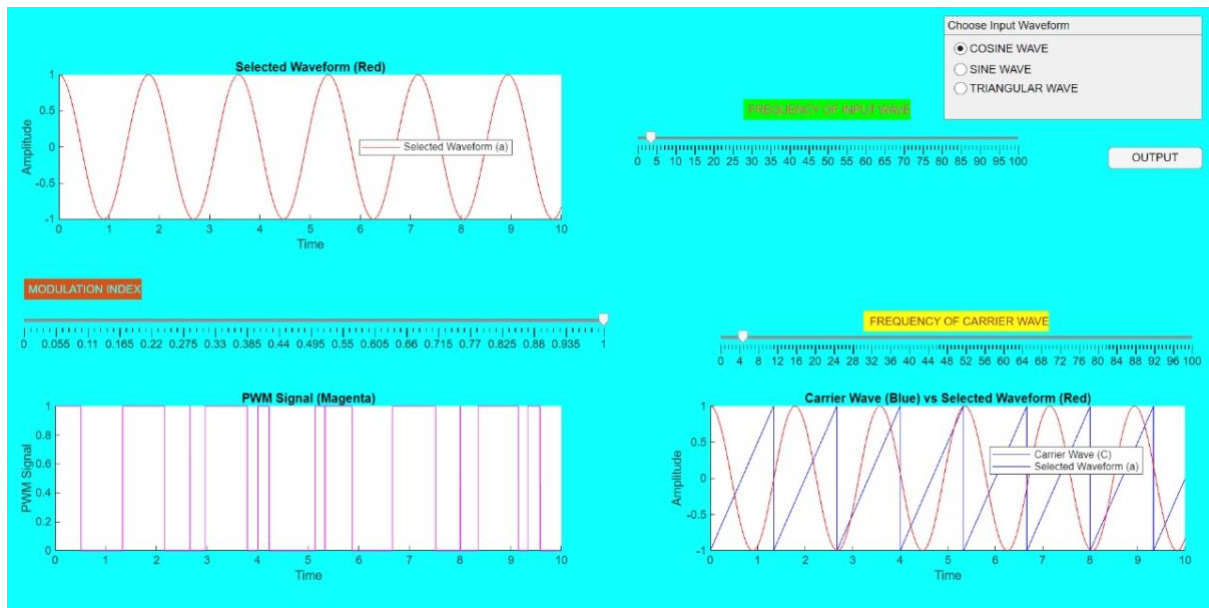 Choose Input Waveform
COSINE WAVE
SINE WAVE
TRIANGULAR WAVE
Selected Waveform (Red)
FREQUENCY OF INPUT WAVE
1
0.5
0
-0.5
-1
Amplitude
Selected Waveform (a)
0 1 2 3 4 5 6 7 8 9 10
Time
0 5 10 15 20 25 30 35 40 45 50 55 60 65 70 75 80 85 90 95 100
OUTPUT
MODULATION INDEX
0 0.055 0.11 0.165 0.22 0.275 0.33 0.385 0.44 0.495 0.55 0.605 0.66 0.715 0.77 0.825 0.88 0.935 1
FREQUENCY OF CARRIER WAVE
0 4 8 12 16 20 24 28 32 36 40 44 48 52 56 60 64 68 72 76 80 84 88 92 96 100
PWM Signal (Magenta)
1
0.8
0.6
0.4
0.2
0
PWM Signal
0 1 2 3 4 5 6 7 8 9 10
Time
Carrier Wave (Blue) vs Selected Waveform (Red)
1
0.5
0
-0.5
-1
Amplitude
Carrier Wave (C)
Selected Waveform (a)
0 1 2 3 4 5 6 7 8 9 10
Time